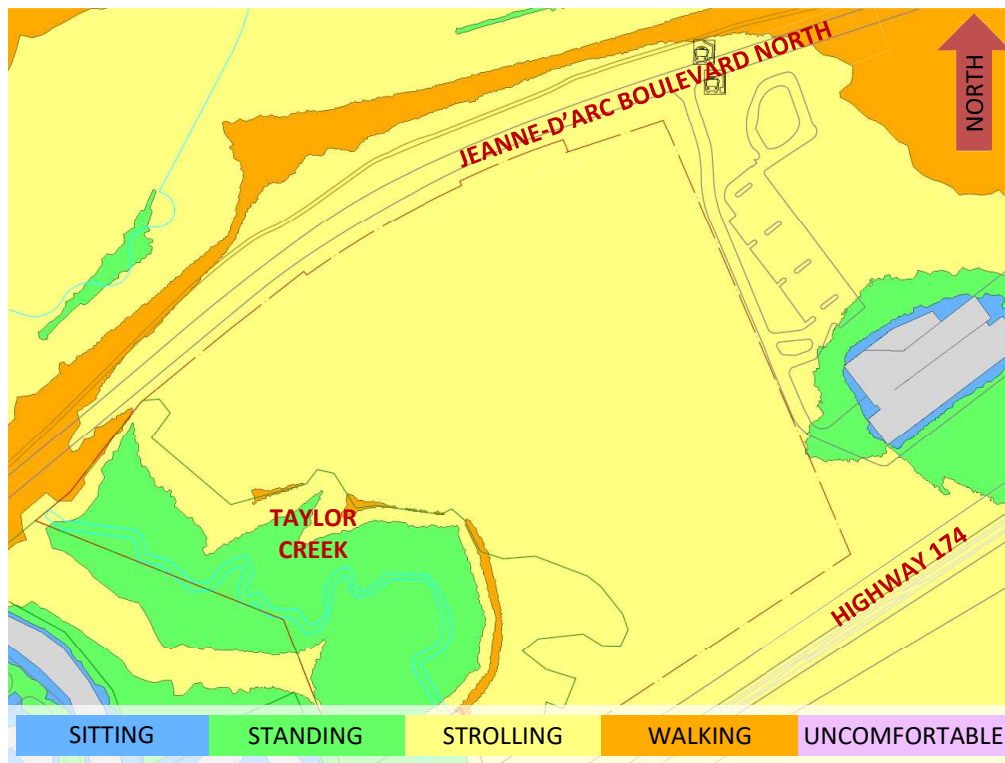 JEANNE-D'ARC BOULEVARD NORTH
NORTH
TAYLOR
CREEK
HIGHWAY 174
SITTING
STANDING
STROLLING
WALKING
UNCOMFORTABLE